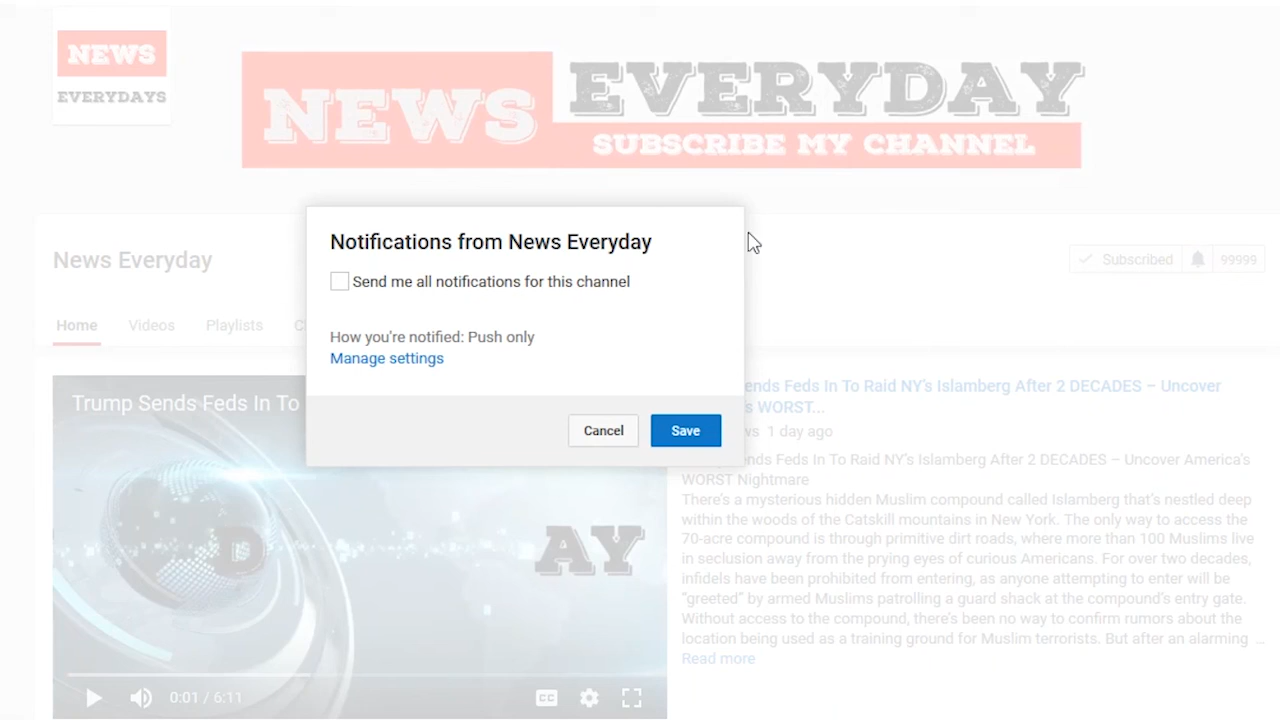 NEWS
EVERYDAYS
NEWS EVERYDAY
SUBSCRIBE MY CHANNEL
Notifications from News Everyday
Send me all notifications for this channel
How you're notified: Push only
Manage settings
Cancel Save
News Everyday
Subscribed 99999
Home Videos Playlists
Trump Sends Feds In To
DAY
0:01 / 6:11
CC
ends Feds In To Raid NY's Islamberg After 2 DECADES – Uncover
's WORST...
ws 1 day ago
ends Feds In To Raid NY's Islamberg After 2 DECADES – Uncover America's
WORST Nightmare
There's a mysterious hidden Muslim compound called Islamberg that's nestled deep
within the woods of the Catskill mountains in New York. The only way to access the
70-acre compound is through primitive dirt roads, where more than 100 Muslims live
in seclusion away from the prying eyes of curious Americans. For over two decades,
infidels have been prohibited from entering, as anyone attempting to enter will be
"greeted" by armed Muslims patrolling a guard shack at the compound's entry gate.
Without access to the compound, there's been no way to confirm rumors about the
location being used as a training ground for Muslim terrorists. But after an alarming ...
Read more